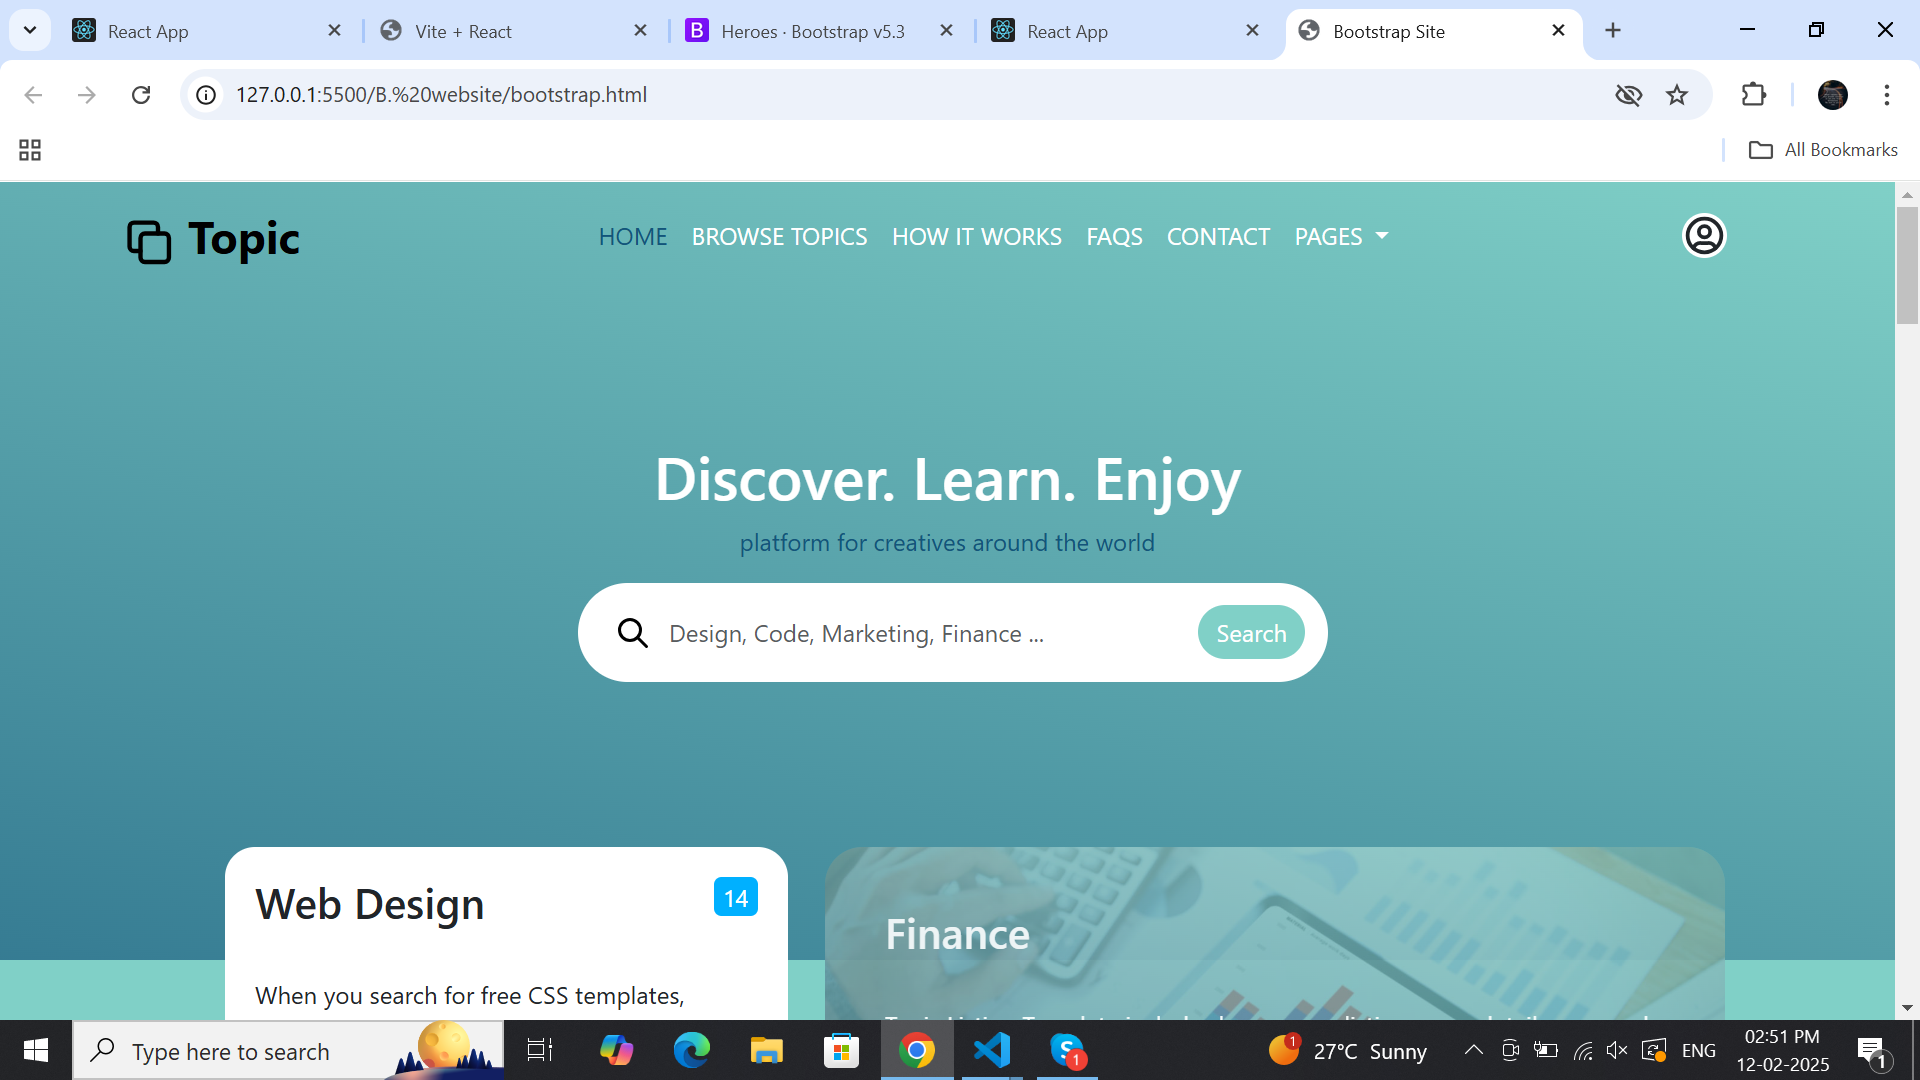 React App
Vite + React
B
Heroes · Bootstrap v5.3
React App
Bootstrap Site
127.0.0.1:5500/B.%20website/bootstrap.html
All Bookmarks
Topic
HOME
BROWSE TOPICS
HOW IT WORKS
FAQS
CONTACT
PAGES
Discover. Learn. Enjoy
platform for creatives around the world
Design, Code, Marketing, Finance ...
Search
Web Design
14
When you search for free CSS templates,
Finance
Type here to search
S
1
1
27°C Sunny
ENG
02:51 PM
12-02-2025
1